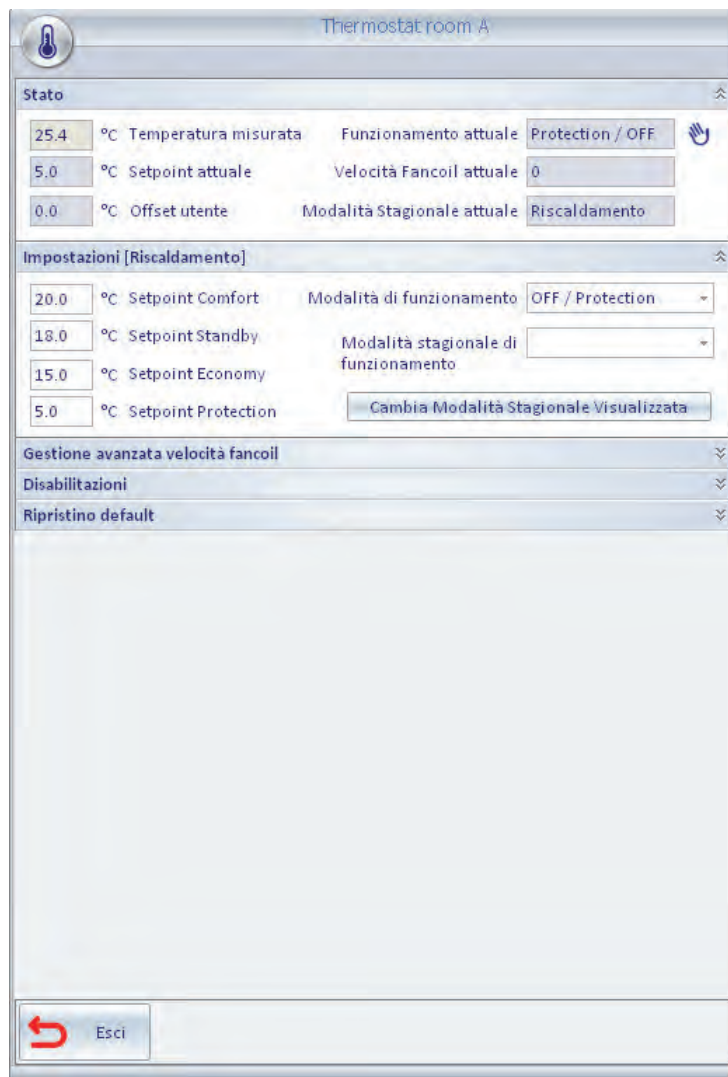 Thermostat room A
Stato
25.4 °C Temperatura misurata Funzionamento attuale Protection / OFF
5.0 °C Setpoint attuale Velocità Fancoil attuale 0
0.0 °C Offset utente Modalità Stagionale attuale Riscaldamento
Impostazioni [Riscaldamento]
20.0 °C Setpoint Comfort Modalità di funzionamento OFF / Protection
18.0 °C Setpoint Standby Modalità stagionale di
funzionamento
15.0 °C Setpoint Economy
5.0 °C Setpoint Protection Cambia Modalità Stagionale Visualizzata
Gestione avanzata velocità fancoil
Disabilitazioni
Ripristino default
Esci